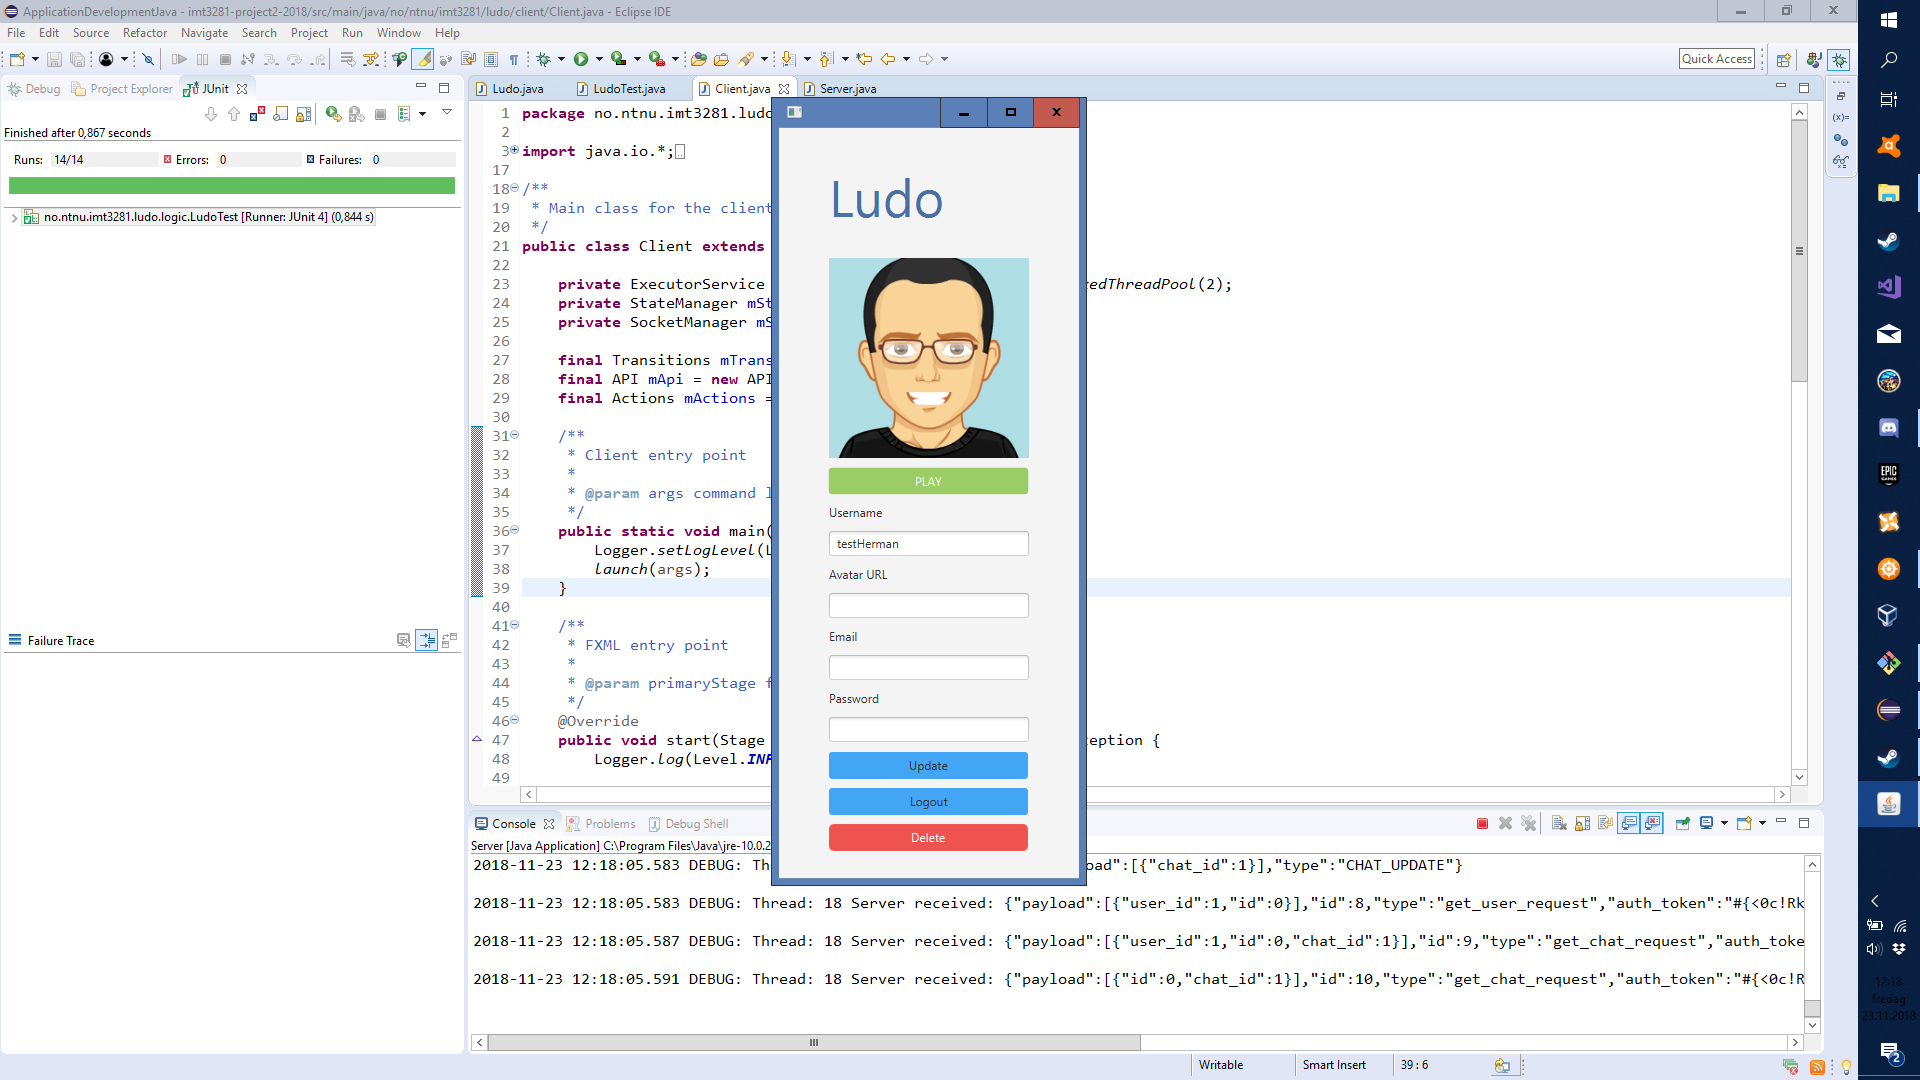 ApplicationDevelopmentJava - imt3281-project2-2018/src/main/java/no/ntnu/imt3281/ludo/client/Client.java - Eclipse IDE
File Edit Source Refactor Navigate Search Project Run Window Help
Quick Access
Debug Project Explorer JUnit
Finished after 0,867 seconds
Runs: 14/14 Errors: 0 Failures: 0
no.ntnu.imt3281.ludo.logic.LudoTest [Runner: JUnit 4] (0,844 s)
Failure Trace
Ludo.java LudoTest.java Client.java Server.java
1 package no.ntnu.imt3281.ludo
2
3 import java.io.*;
17
18 /**
19 * Main class for the client
20 */
21 public class Client extends
22
23 private ExecutorService edThreadPool(2);
24 private StateManager mSt
25 private SocketManager mS
26
27 final Transitions mTrans
28 final API mApi = new API
29 final Actions mActions =
30
31 /**
32 * Client entry point
33 *
34 * @param args command l
35 */
36 public static void main(
37 Logger.setLogLevel(L
38 launch(args);
39 }
40
41 /**
42 * FXML entry point
43 *
44 * @param primaryStage f
45 */
46 @Override
47 public void start(Stage eption {
48 Logger.log(Level.INF
49
Ludo
PLAY
Username
testHerman
Avatar URL
Email
Password
Update
Logout
Delete
Console Problems Debug Shell
Server [Java Application] C:\Program Files\Java\jre-10.0.2
2018-11-23 12:18:05.583 DEBUG: Th oad":[{"chat_id":1}],"type":"CHAT_UPDATE"}
2018-11-23 12:18:05.583 DEBUG: Thread: 18 Server received: {"payload":[{"user_id":1,"id":0}],"id":8,"type":"get_user_request","auth_token":"#{<0c!Rk
2018-11-23 12:18:05.587 DEBUG: Thread: 18 Server received: {"payload":[{"user_id":1,"id":0,"chat_id":1}],"id":9,"type":"get_chat_request","auth_toke
2018-11-23 12:18:05.591 DEBUG: Thread: 18 Server received: {"payload":[{"id":0,"chat_id":1}],"id":10,"type":"get_chat_request","auth_token":"#{<0c!R
Writable Smart Insert 39 : 6
EPIC GAMES
12:18
fredag
23.11.2018
2